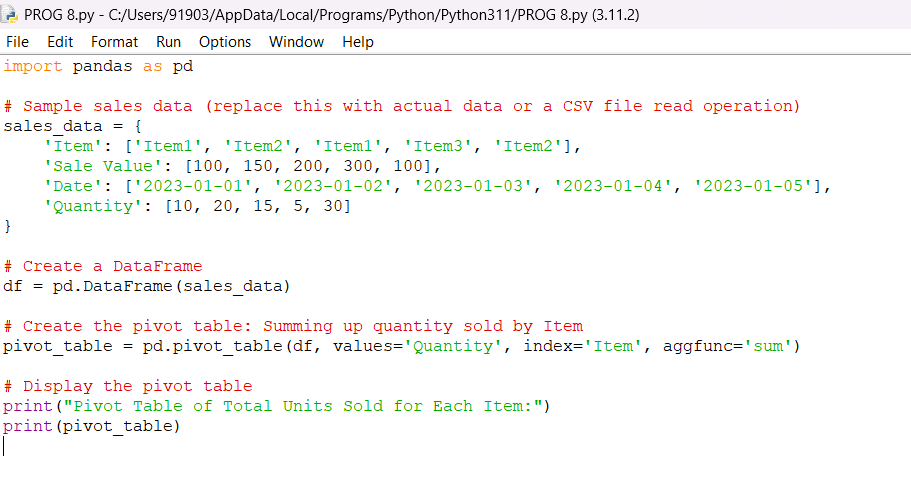 PROG 8.py - C:/Users/91903/AppData/Local/Programs/Python/Python311/PROG 8.py (3.11.2)
File Edit Format Run Options Window Help
import pandas as pd

# Sample sales data (replace this with actual data or a CSV file read operation)
sales_data = {
    'Item': ['Item1', 'Item2', 'Item1', 'Item3', 'Item2'],
    'Sale Value': [100, 150, 200, 300, 100],
    'Date': ['2023-01-01', '2023-01-02', '2023-01-03', '2023-01-04', '2023-01-05'],
    'Quantity': [10, 20, 15, 5, 30]
}

# Create a DataFrame
df = pd.DataFrame(sales_data)

# Create the pivot table: Summing up quantity sold by Item
pivot_table = pd.pivot_table(df, values='Quantity', index='Item', aggfunc='sum')

# Display the pivot table
print("Pivot Table of Total Units Sold for Each Item:")
print(pivot_table)